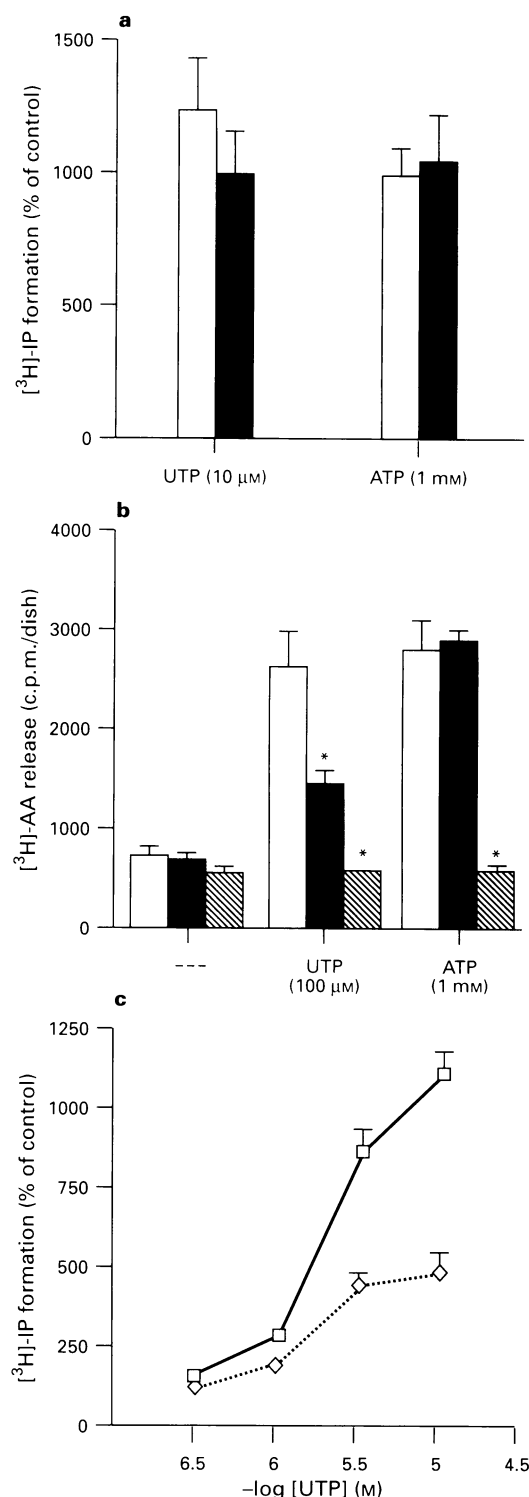 a
[³H]-IP formation (% of control)
1500
1000
500
0
UTP (10 μM)
ATP (1 mM)
b
[³H]-AA release (c.p.m./dish)
4000
3000
2000
1000
0
*
*
*
---
UTP
(100 μM)
ATP
(1 mM)
c
[³H]-IP formation (% of control)
1250
1000
750
500
250
0
6.5 6 5.5 5 4.5
–log [UTP] (M)